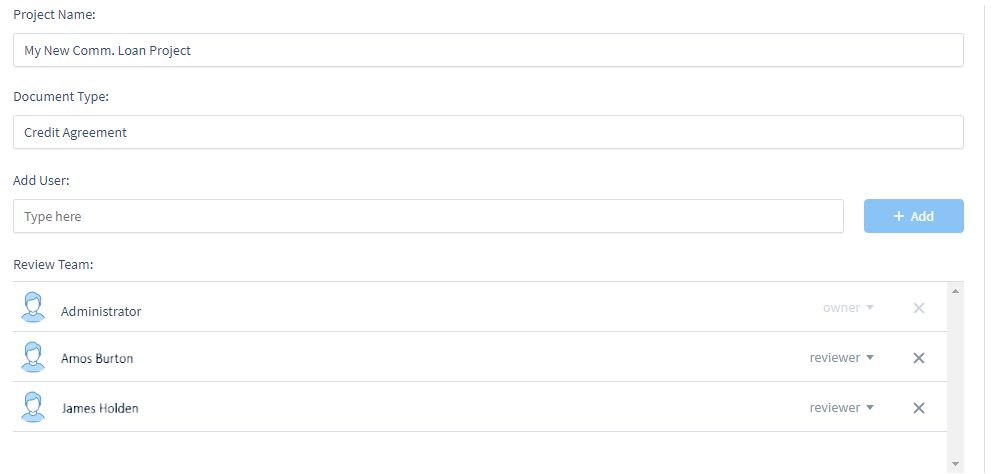 Project Name:
My New Comm. Loan Project
Document Type:
Credit Agreement
Add User:
Type here
+ Add
Review Team:
Administrator owner
Amos Burton reviewer
James Holden reviewer